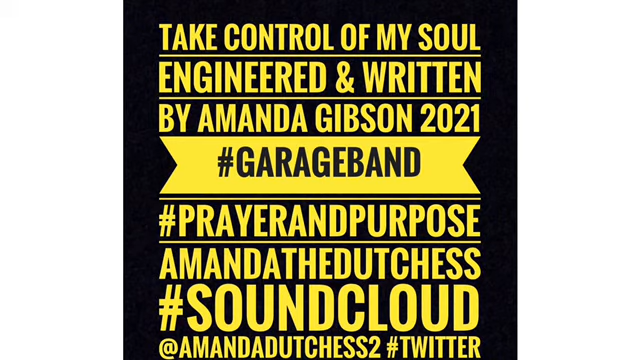 TAKE CONTROL OF MY SOUL
ENGINEERED & WRITTEN
BY AMANDA GIBSON 2021
#GARAGEBAND
#PRAYERANDPURPOSE
AMANDATHEDUTCHESS
#SOUNDCLOUD
@AMANDADUTCHESS2 #TWITTER